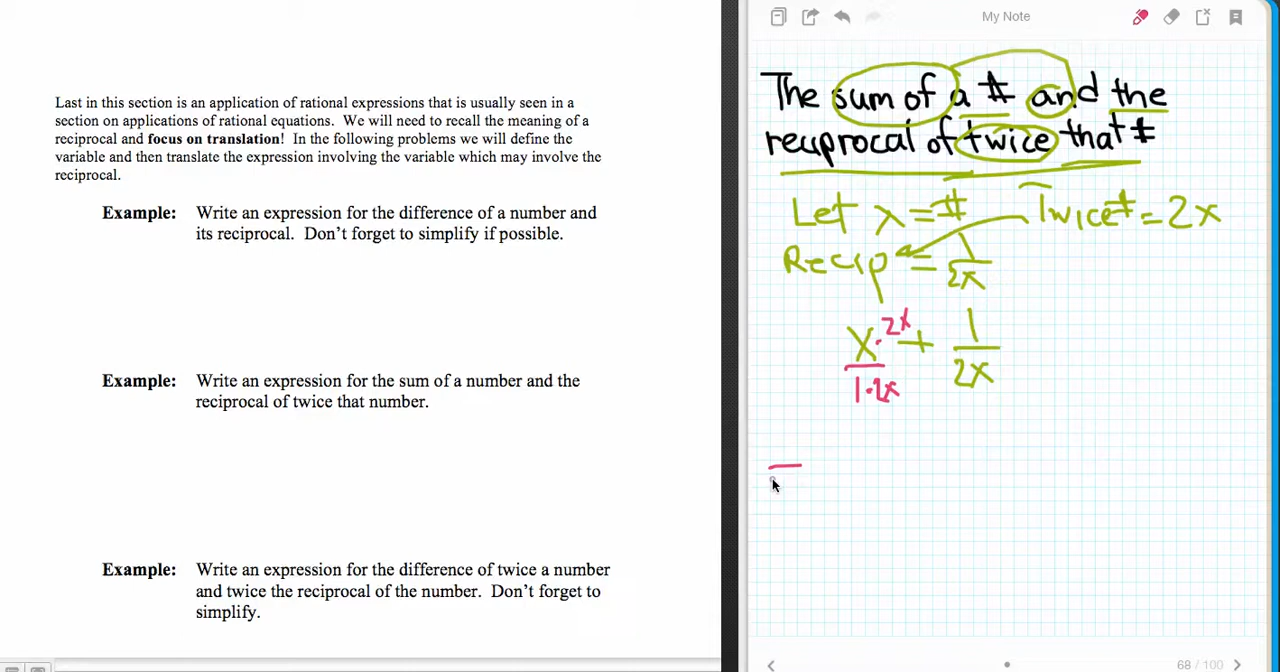 Last in this section is an application of rational expressions that is usually seen in a
section on applications of rational equations.  We will need to recall the meaning of a
reciprocal and focus on translation!  In the following problems we will define the
variable and then translate the expression involving the variable which may involve the
reciprocal.
Example: Write an expression for the difference of a number and
its reciprocal.  Don't forget to simplify if possible.
Example: Write an expression for the sum of a number and the
reciprocal of twice that number.
Example: Write an expression for the difference of twice a number
and twice the reciprocal of the number.  Don't forget to
simplify.
My Note
The sum of a # and the
reciprocal of twice that #
Let x = # Twice # = 2x
Recip = 1/2x
x · 2x / 1 · 2x + 1/2x
68 / 100